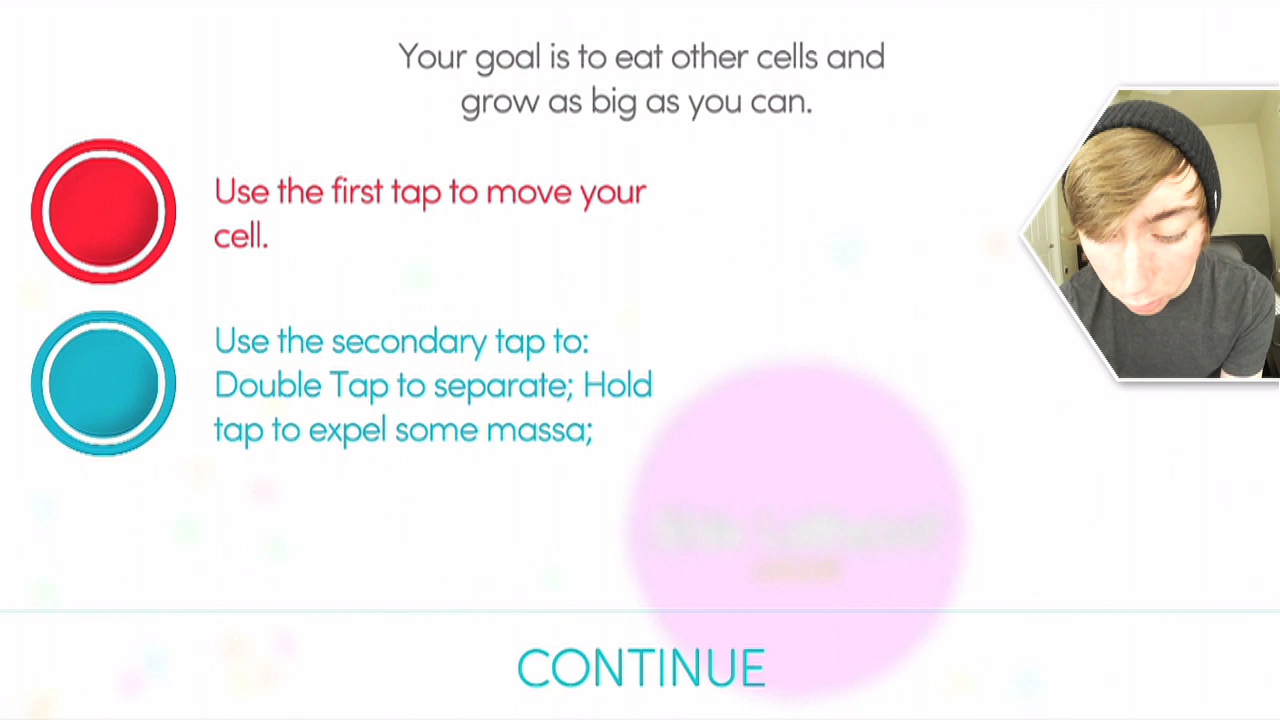 Your goal is to eat other cells and
grow as big as you can.
Use the first tap to move your
cell.
Use the secondary tap to:
Double Tap to separate; Hold
tap to expel some massa;
CONTINUE